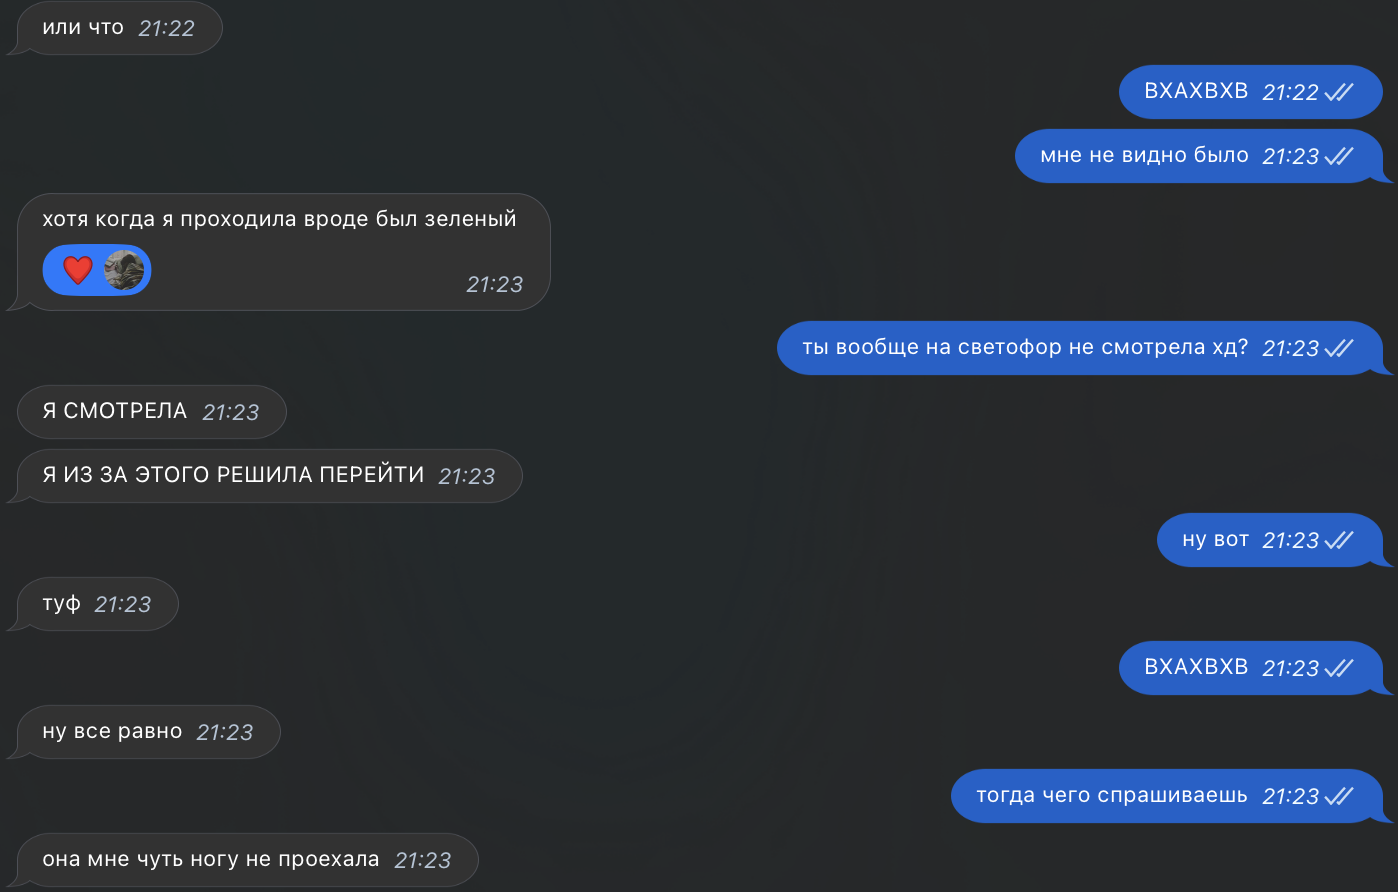 или что 21:22
ВХАХВХВ 21:22
мне не видно было 21:23
хотя когда я проходила вроде был зеленый
21:23
ты вообще на светофор не смотрела хд? 21:23
Я СМОТРЕЛА 21:23
Я ИЗ ЗА ЭТОГО РЕШИЛА ПЕРЕЙТИ 21:23
ну вот 21:23
туф 21:23
ВХАХВХВ 21:23
ну все равно 21:23
тогда чего спрашиваешь 21:23
она мне чуть ногу не проехала 21:23